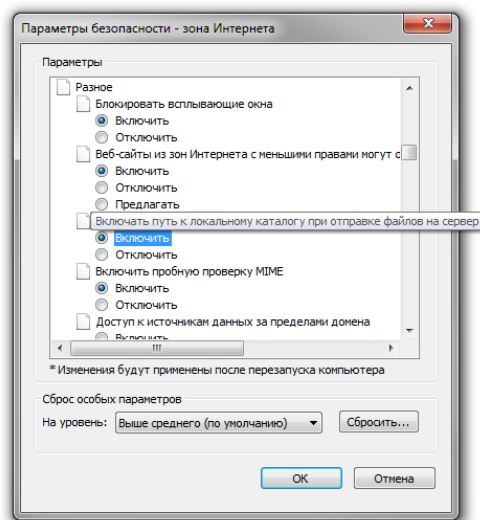 Параметры безопасности - зона Интернета
Параметры
Разное
Блокировать всплывающие окна
Включить
Отключить
Веб-сайты из зон Интернета с меньшими правами могут с
Включить
Отключить
Предлагать
Включать путь к локальному каталогу при отправке файлов на сервер
Включить
Отключить
Включить пробную проверку MIME
Включить
Отключить
Доступ к источникам данных за пределами домена
Включить
* Изменения будут применены после перезапуска компьютера
Сброс особых параметров
На уровень: Выше среднего (по умолчанию) Сбросить...
OK Отмена